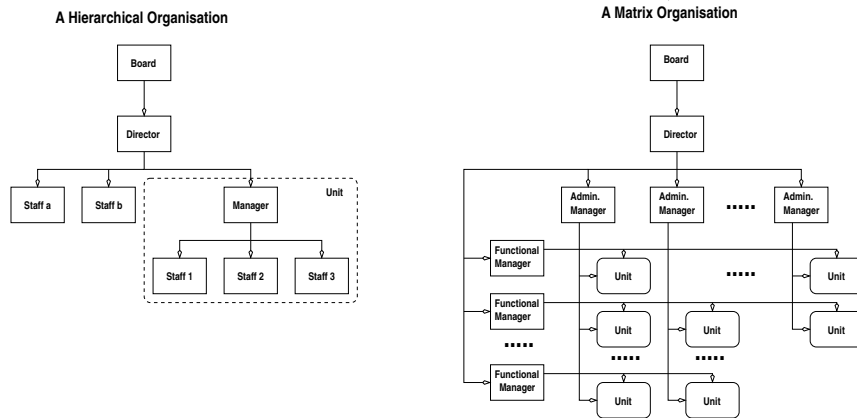 A Hierarchical Organisation
Board
Director
Staff a
Staff b
Unit
Manager
Staff 1
Staff 2
Staff 3
A Matrix Organisation
Board
Director
Admin.
Manager
Admin.
Manager
.....
Admin.
Manager
Functional
Manager
Unit
.....
Unit
Functional
Manager
Unit
Unit
Unit
.....
.....
.....
Functional
Manager
Unit
Unit